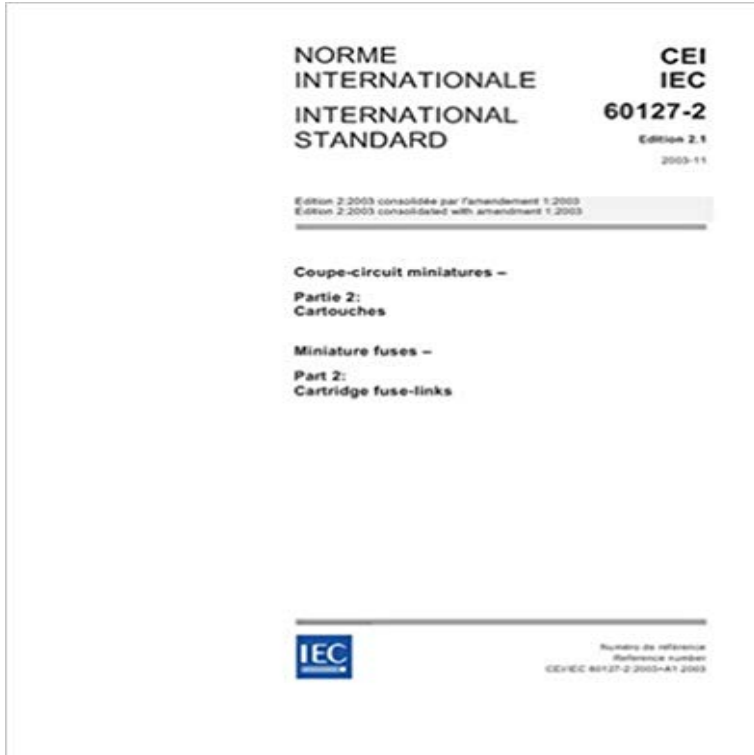 NORME
INTERNATIONALE
INTERNATIONAL
STANDARD
CEI
IEC
60127-2
Edition 2.1
2003-11
Edition 2:2003 consolidée par l'amendement 1:2003
Edition 2:2003 consolidated with amendment 1:2003
Coupe-circuit miniatures –
Partie 2:
Cartouches
Miniature fuses –
Part 2:
Cartridge fuse-links
IEC
Numéro de référence
Reference number
CEI/IEC 60127-2:2003+A1:2003